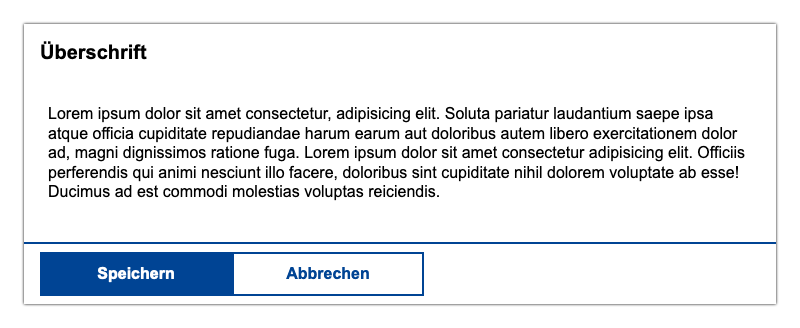 Überschrift
Lorem ipsum dolor sit amet consectetur, adipisicing elit. Soluta pariatur laudantium saepe ipsa
atque officia cupiditate repudiandae harum earum aut doloribus autem libero exercitationem dolor
ad, magni dignissimos ratione fuga. Lorem ipsum dolor sit amet consectetur adipisicing elit. Officiis
perferendis qui animi nesciunt illo facere, doloribus sint cupiditate nihil dolorem voluptate ab esse!
Ducimus ad est commodi molestias voluptas reiciendis.
Speichern Abbrechen